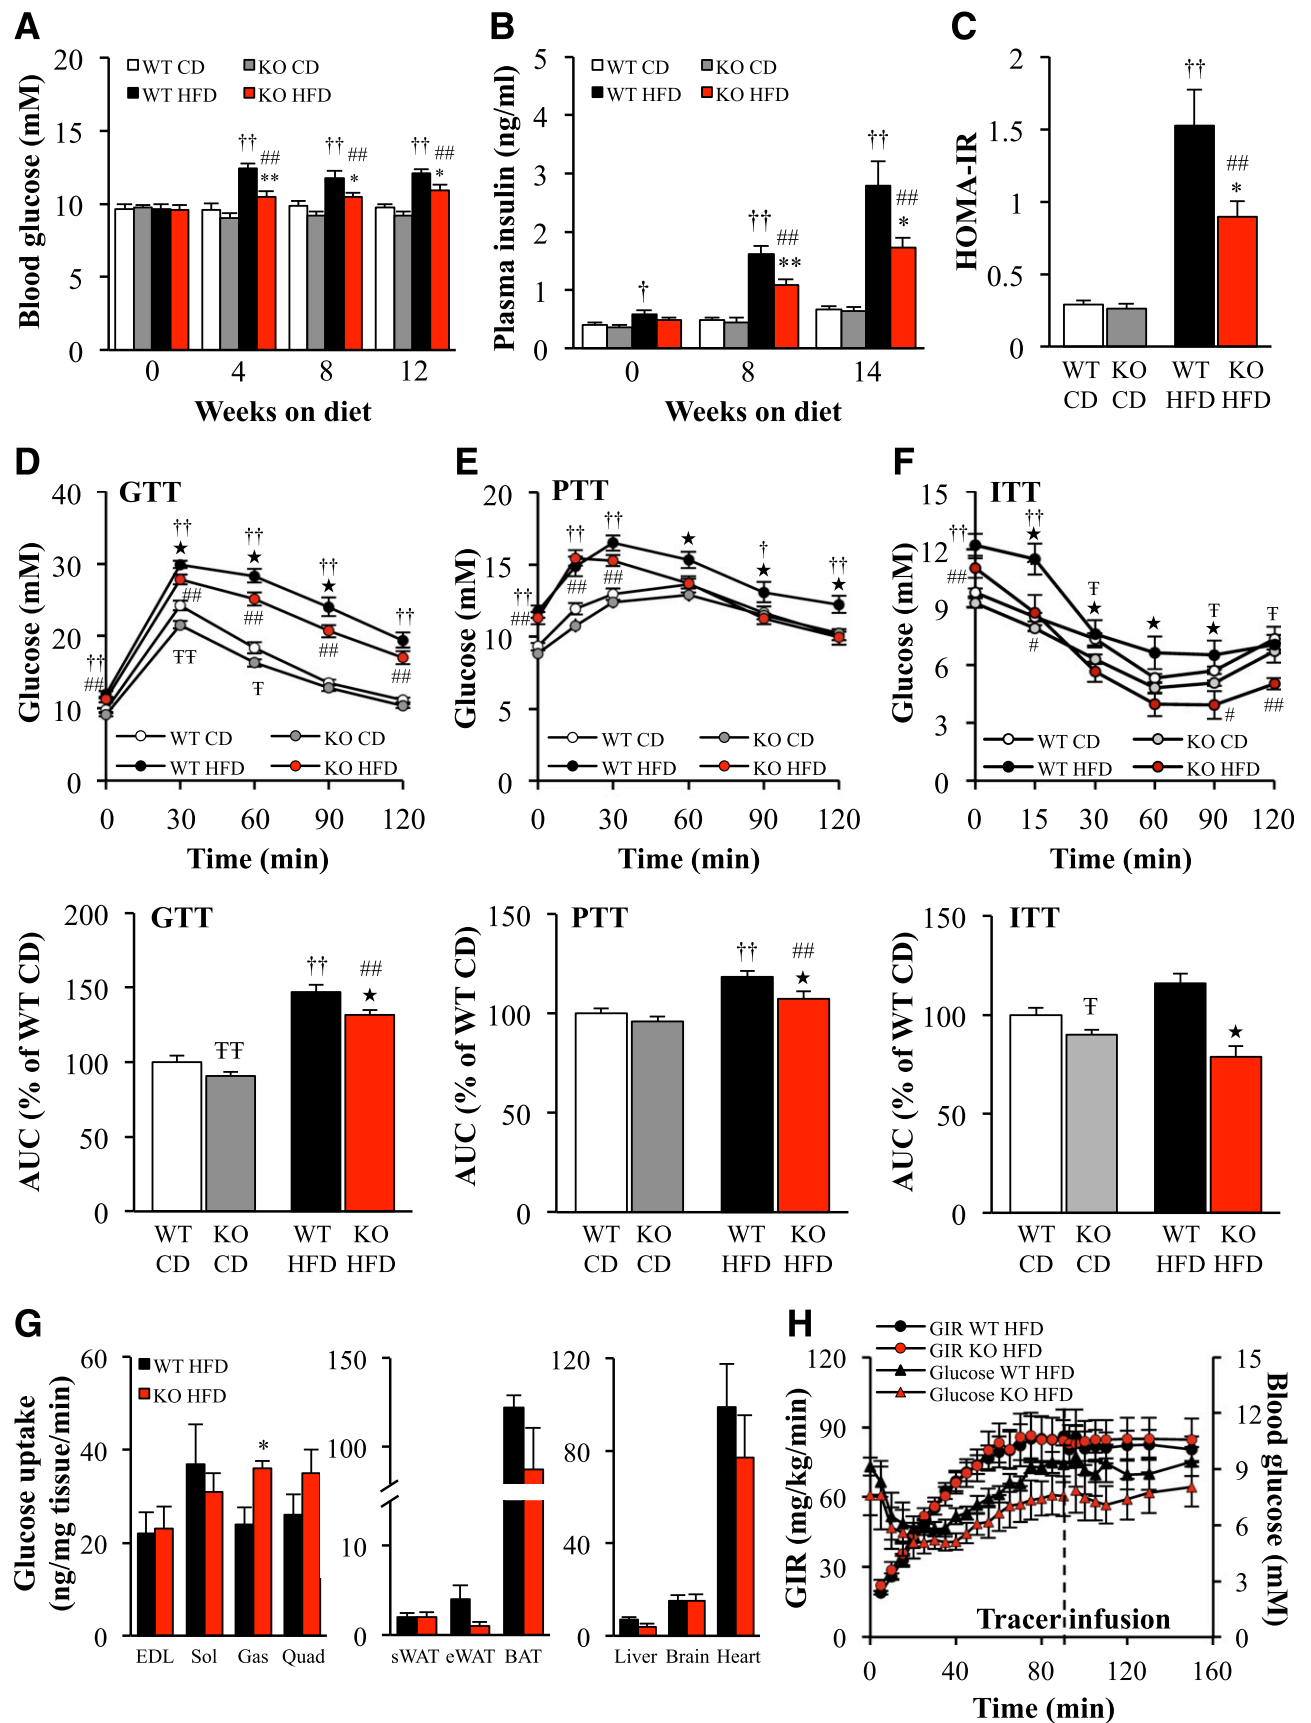 A
Blood glucose (mM)
20
15
10
5
0
WT CD
KO CD
WT HFD
KO HFD
††
##
**
††
##
*
††
##
*
0 4 8 12
Weeks on diet
B
Plasma insulin (ng/ml)
5
4
3
2
1
0
WT CD
KO CD
WT HFD
KO HFD
†
††
##
**
††
##
*
0 8 14
Weeks on diet
C
HOMA-IR
2
1.5
1
0.5
0
††
##
*
WT KO WT KO
CD CD HFD HFD
D
GTT
Glucose (mM)
40
30
20
10
0
††
##
††
★
##
ŦŦ
††
★
##
Ŧ
††
★
##
††
##
WT CD
KO CD
WT HFD
KO HFD
0 30 60 90 120
Time (min)
E
PTT
Glucose (mM)
20
15
10
5
0
††
##
††
##
††
##
★
†
★
††
★
WT CD
KO CD
WT HFD
KO HFD
0 30 60 90 120
Time (min)
F
ITT
Glucose (mM)
15
12
9
6
3
0
††
##
††
★
#
Ŧ
★
★
Ŧ
★
#
Ŧ
##
WT CD
KO CD
WT HFD
KO HFD
0 15 30 60 90 120
Time (min)
GTT
AUC (% of WT CD)
200
150
100
50
0
ŦŦ
††
##
★
WT KO WT KO
CD CD HFD HFD
PTT
AUC (% of WT CD)
150
100
50
0
††
##
★
WT KO WT KO
CD CD HFD HFD
ITT
AUC (% of WT CD)
150
100
50
0
Ŧ
★
WT KO WT KO
CD CD HFD HFD
G
Glucose uptake
(ng/mg tissue/min)
60
40
20
0
WT HFD
KO HFD
*
EDL Sol Gas Quad
150
100
10
0
sWAT eWAT BAT
120
80
40
0
Liver Brain Heart
H
GIR WT HFD
GIR KO HFD
Glucose WT HFD
Glucose KO HFD
GIR (mg/kg/min)
120
90
60
30
0
15
12
9
6
3
0
Blood glucose (mM)
Tracer infusion
0 40 80 120 160
Time (min)